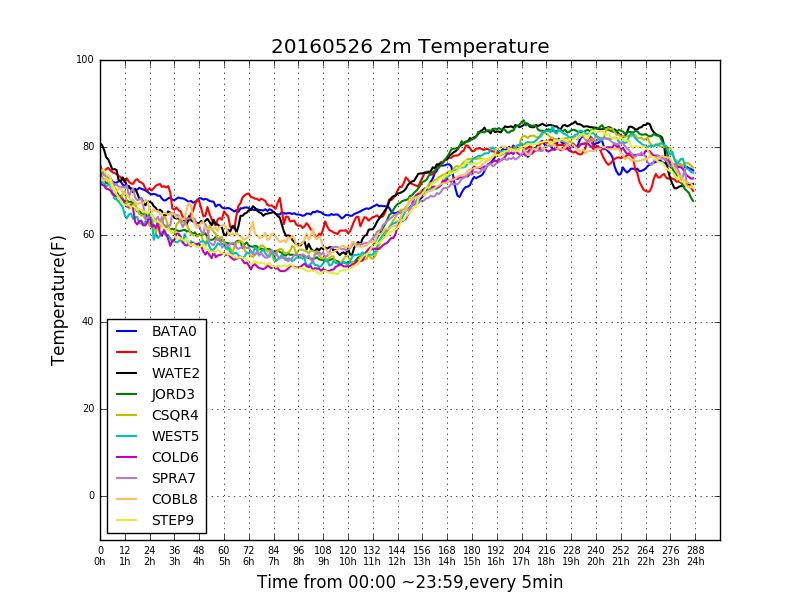 20160526 2m Temperature
Temperature(F)
100
80
60
40
20
0
BATA0
SBRI1
WATE2
JORD3
CSQR4
WEST5
COLD6
SPRA7
COBL8
STEP9
0 12 24 36 48 60 72 84 96 108 120 132 144 156 168 180 192 204 216 228 240 252 264 276 288
0h 1h 2h 3h 4h 5h 6h 7h 8h 9h 10h 11h 12h 13h 14h 15h 16h 17h 18h 19h 20h 21h 22h 23h 24h
Time from 00:00 ~23:59,every 5min